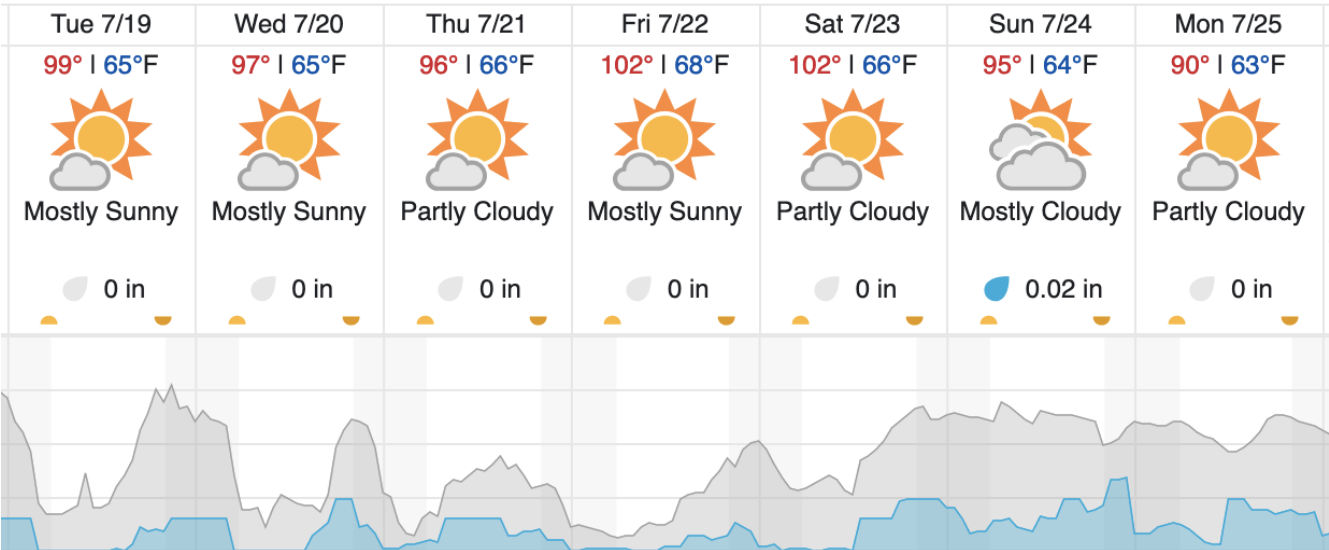 Tue 7/19 Wed 7/20 Thu 7/21 Fri 7/22 Sat 7/23 Sun 7/24 Mon 7/25
99° | 65°F 97° | 65°F 96° | 66°F 102° | 68°F 102° | 66°F 95° | 64°F 90° | 63°F
Mostly Sunny Mostly Sunny Partly Cloudy Mostly Sunny Partly Cloudy Mostly Cloudy Partly Cloudy
0 in 0 in 0 in 0 in 0 in 0.02 in 0 in